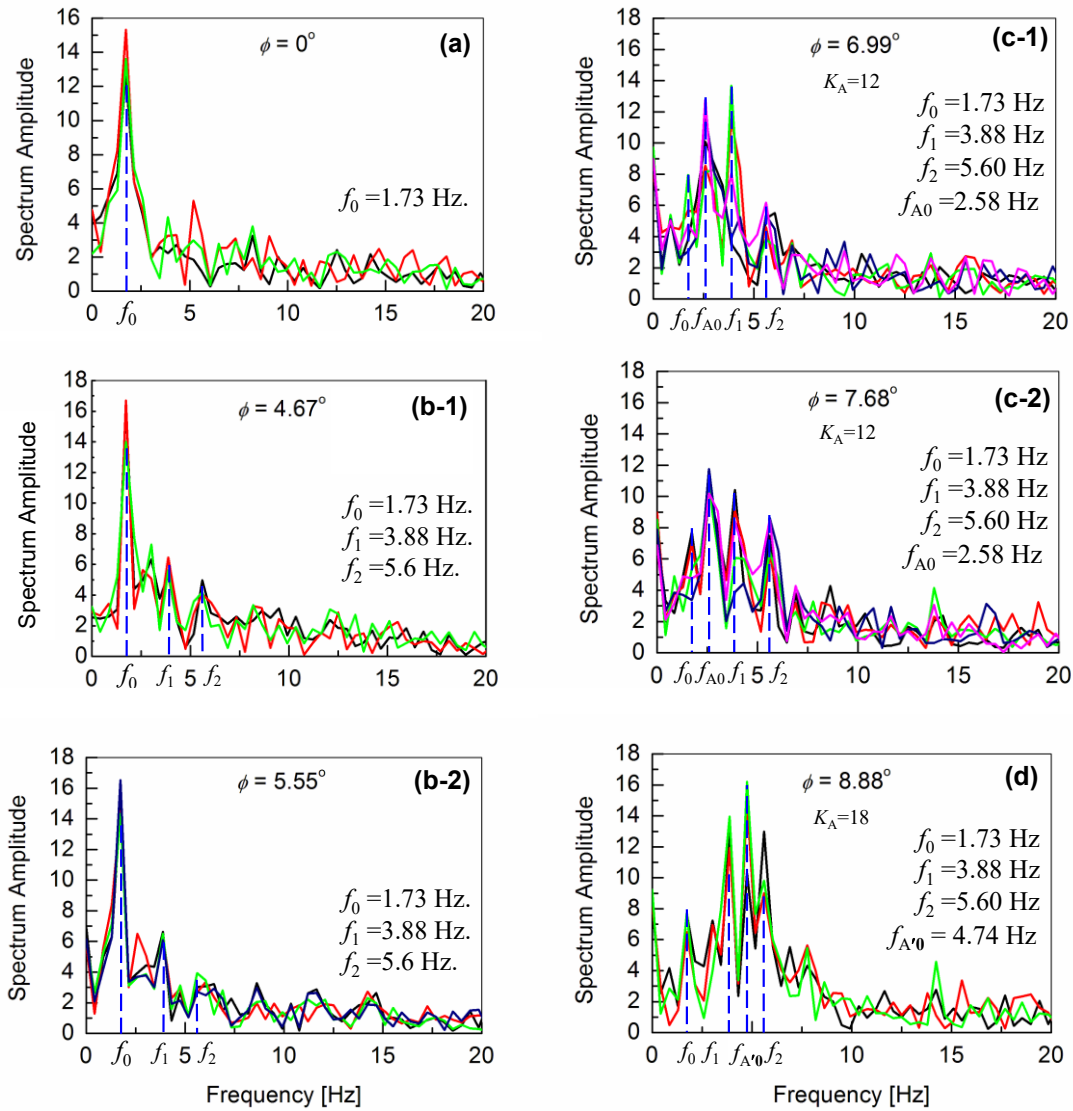 (a)
ϕ = 0°
f0 =1.73 Hz.
Spectrum Amplitude
16
14
12
10
8
6
4
2
0
0 5 10 15 20
f0
(b-1)
ϕ = 4.67°
f0 =1.73 Hz.
f1 =3.88 Hz.
f2 =5.6 Hz.
Spectrum Amplitude
18
16
14
12
10
8
6
4
2
0
0 5 10 15 20
f0 f1 f2
(b-2)
ϕ = 5.55°
f0 =1.73 Hz.
f1 =3.88 Hz.
f2 =5.6 Hz.
Spectrum Amplitude
18
16
14
12
10
8
6
4
2
0
0 5 10 15 20
f0 f1 f2
Frequency [Hz]
(c-1)
ϕ = 6.99°
KA=12
f0 =1.73 Hz
f1 =3.88 Hz
f2 =5.60 Hz
fA0 =2.58 Hz
Spectrum Amplitude
18
16
14
12
10
8
6
4
2
0
0 5 10 15 20
f0 fA0 f1 f2
(c-2)
ϕ = 7.68°
KA=12
f0 =1.73 Hz
f1 =3.88 Hz
f2 =5.60 Hz
fA0 =2.58 Hz
Spectrum Amplitude
18
16
14
12
10
8
6
4
2
0
0 5 10 15 20
f0 fA0 f1 f2
(d)
ϕ = 8.88°
KA=18
f0 =1.73 Hz
f1 =3.88 Hz
f2 =5.60 Hz
fA'0 = 4.74 Hz
Spectrum Amplitude
18
16
14
12
10
8
6
4
2
0
0 5 10 15 20
f0 f1 fA'0 f2
Frequency [Hz]